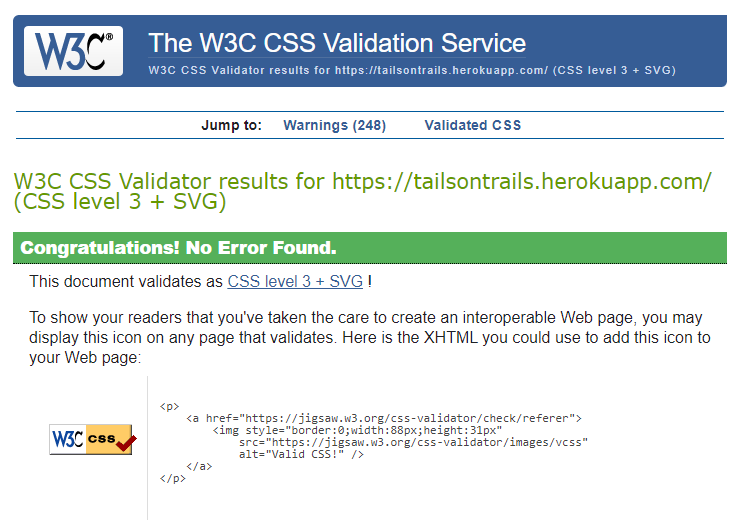 W3C® The W3C CSS Validation Service
W3C CSS Validator results for https://tailsontrails.herokuapp.com/ (CSS level 3 + SVG)
Jump to: Warnings (248) Validated CSS
W3C CSS Validator results for https://tailsontrails.herokuapp.com/
(CSS level 3 + SVG)
Congratulations! No Error Found.
This document validates as CSS level 3 + SVG !
To show your readers that you've taken the care to create an interoperable Web page, you may
display this icon on any page that validates. Here is the XHTML you could use to add this icon to
your Web page:
W3C CSS
<p>
    <a href="https://jigsaw.w3.org/css-validator/check/referer">
        <img style="border:0;width:88px;height:31px"
            src="https://jigsaw.w3.org/css-validator/images/vcss"
            alt="Valid CSS!" />
    </a>
</p>